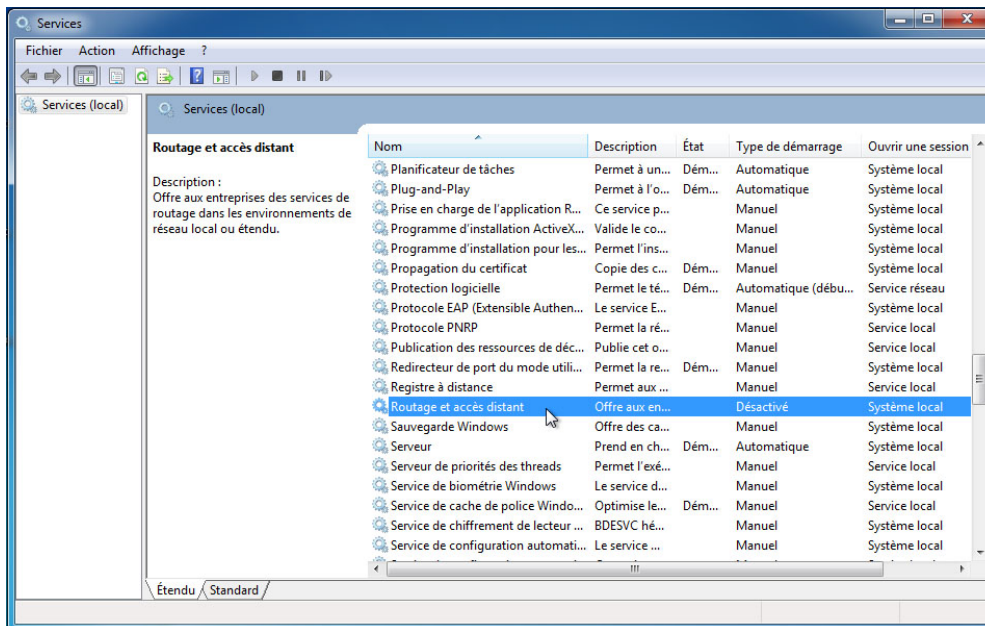 Services
Fichier Action Affichage ?
Services (local)
Services (local)
Routage et accès distant
Description :
Offre aux entreprises des services de
routage dans les environnements de
réseau local ou étendu.
Nom Description État Type de démarrage Ouvrir une session
Planificateur de tâches Permet à un... Dém... Automatique Système local
Plug-and-Play Permet à l'o... Dém... Automatique Système local
Prise en charge de l'application R... Ce service p... Manuel Système local
Programme d'installation ActiveX... Valide le co... Manuel Système local
Programme d'installation pour les... Permet l'ins... Manuel Système local
Propagation du certificat Copie des c... Dém... Manuel Système local
Protection logicielle Permet le té... Dém... Automatique (débu... Service réseau
Protocole EAP (Extensible Authen... Le service E... Manuel Système local
Protocole PNRP Permet la ré... Manuel Service local
Publication des ressources de déc... Publie cet o... Manuel Service local
Redirecteur de port du mode utili... Permet la re... Dém... Manuel Système local
Registre à distance Permet aux ... Manuel Service local
Routage et accès distant Offre aux en... Désactivé Système local
Sauvegarde Windows Offre des ca... Manuel Système local
Serveur Prend en ch... Dém... Automatique Système local
Serveur de priorités des threads Permet l'exé... Manuel Service local
Service de biométrie Windows Le service d... Manuel Système local
Service de cache de police Windo... Optimise le... Dém... Manuel Service local
Service de chiffrement de lecteur ... BDESVC hé... Manuel Système local
Service de configuration automati... Le service ... Manuel Système local
Étendu Standard